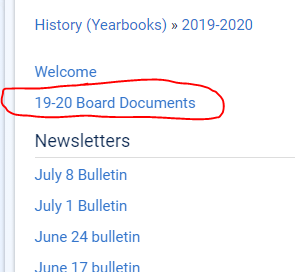 History (Yearbooks) » 2019-2020
Welcome
19-20 Board Documents
Newsletters
July 8 Bulletin
July 1 Bulletin
June 24 bulletin
June 17 bulletin